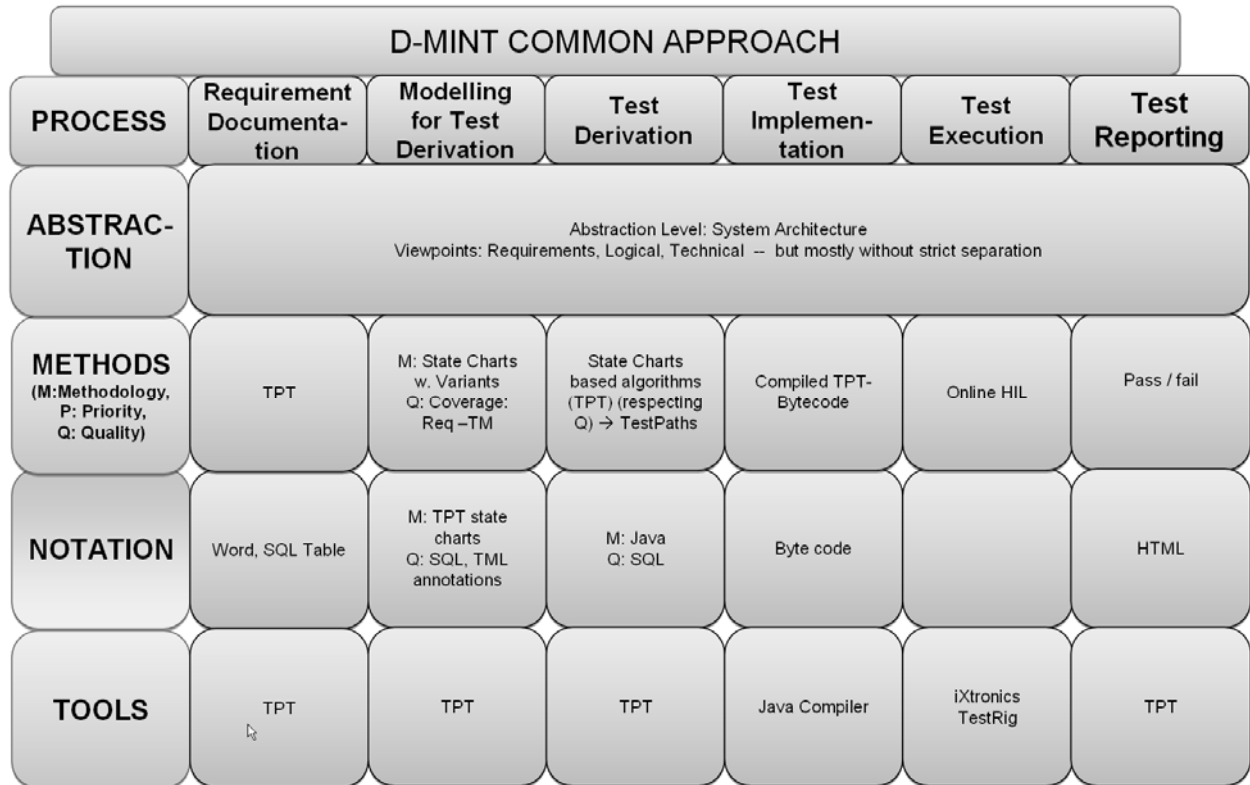 D-MINT COMMON APPROACH
PROCESS
Requirement
Documenta-
tion
Modelling
for Test
Derivation
Test
Derivation
Test
Implemen-
tation
Test
Execution
Test
Reporting
ABSTRAC-
TION
Abstraction Level: System Architecture
Viewpoints: Requirements, Logical, Technical -- but mostly without strict separation
METHODS
(M:Methodology,
P: Priority,
Q: Quality)
TPT
M: State Charts
w. Variants
Q: Coverage:
Req –TM
State Charts
based algorithms
(TPT) (respecting
Q) → TestPaths
Compiled TPT-
Bytecode
Online HIL
Pass / fail
NOTATION
Word, SQL Table
M: TPT state
charts
Q: SQL, TML
annotations
M: Java
Q: SQL
Byte code
HTML
TOOLS
TPT
TPT
TPT
Java Compiler
iXtronics
TestRig
TPT